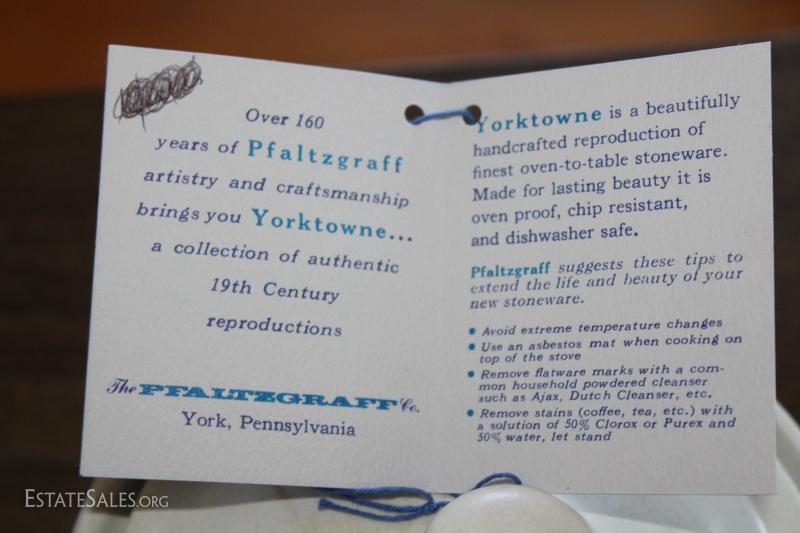 Over 160
years of Pfaltzgraff
artistry and craftsmanship
brings you Yorktowne...
a collection of authentic
19th Century
reproductions
The PFALTZGRAFF Co.
York, Pennsylvania
Yorktowne is a beautifully
handcrafted reproduction of
finest oven-to-table stoneware.
Made for lasting beauty it is
oven proof, chip resistant,
and dishwasher safe.
Pfaltzgraff suggests these tips to
extend the life and beauty of your
new stoneware.
• Avoid extreme temperature changes
• Use an asbestos mat when cooking on
top of the stove
• Remove flatware marks with a com-
mon household powdered cleanser
such as Ajax, Dutch Cleanser, etc.
• Remove stains (coffee, tea, etc.) with
a solution of 50% Clorox or Purex and
50% water, let stand
EstateSales.org